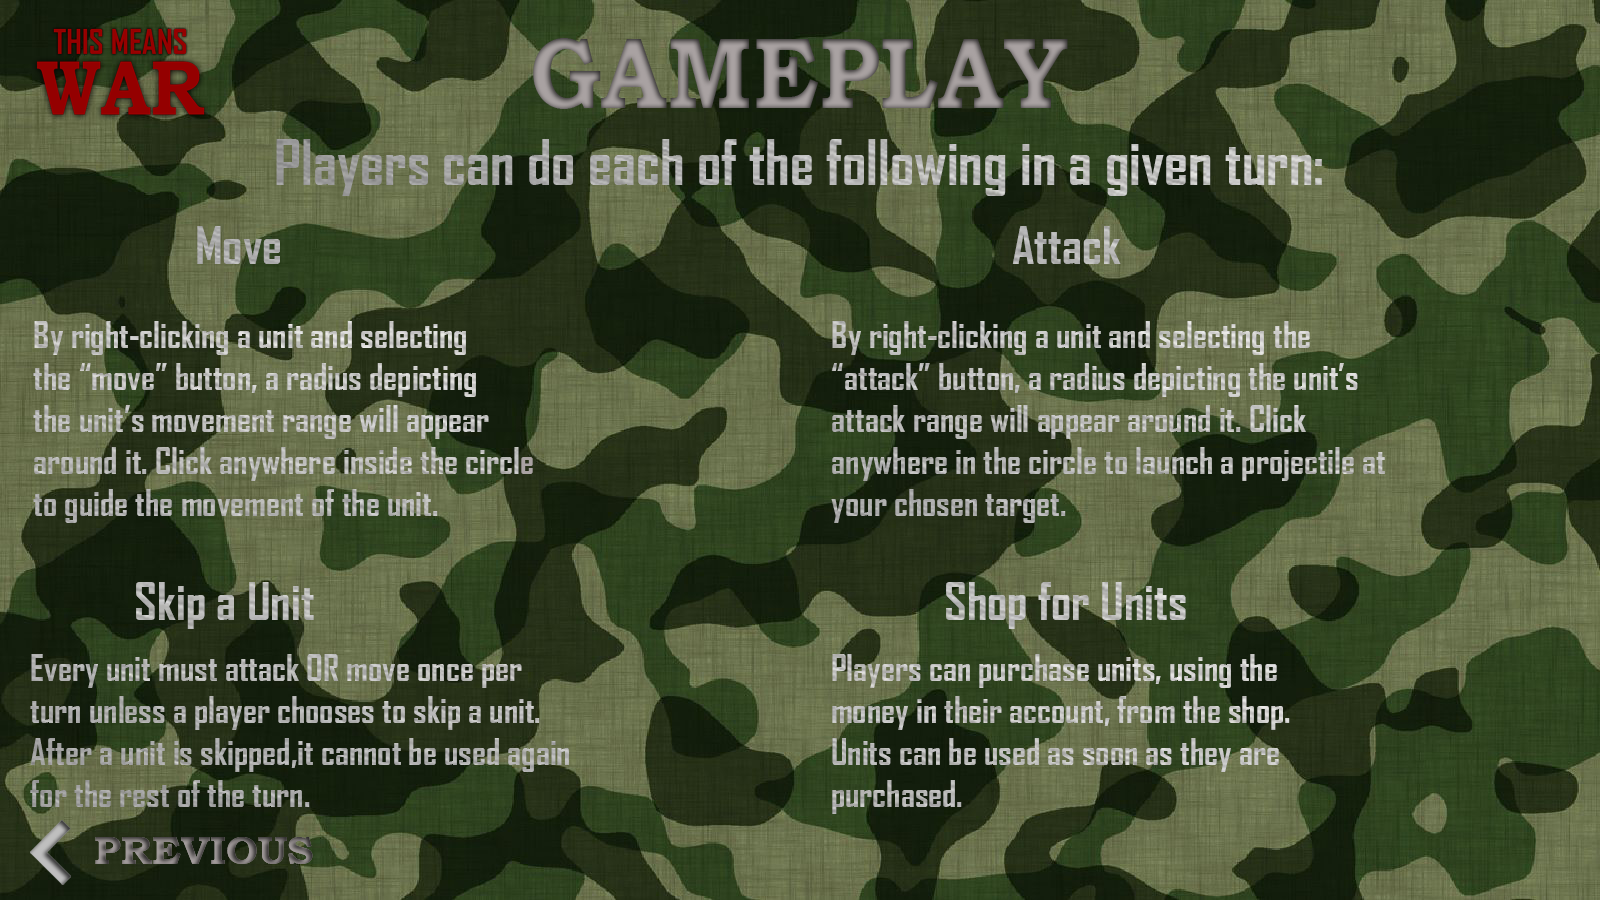 THIS MEANS
WAR
GAMEPLAY
Players can do each of the following in a given turn:
Move
By right-clicking a unit and selecting
the “move” button, a radius depicting
the unit’s movement range will appear
around it. Click anywhere inside the circle
to guide the movement of the unit.
Attack
By right-clicking a unit and selecting the
“attack” button, a radius depicting the unit’s
attack range will appear around it. Click
anywhere in the circle to launch a projectile at
your chosen target.
Skip a Unit
Every unit must attack OR move once per
turn unless a player chooses to skip a unit.
After a unit is skipped,it cannot be used again
for the rest of the turn.
Shop for Units
Players can purchase units, using the
money in their account, from the shop.
Units can be used as soon as they are
purchased.
PREVIOUS